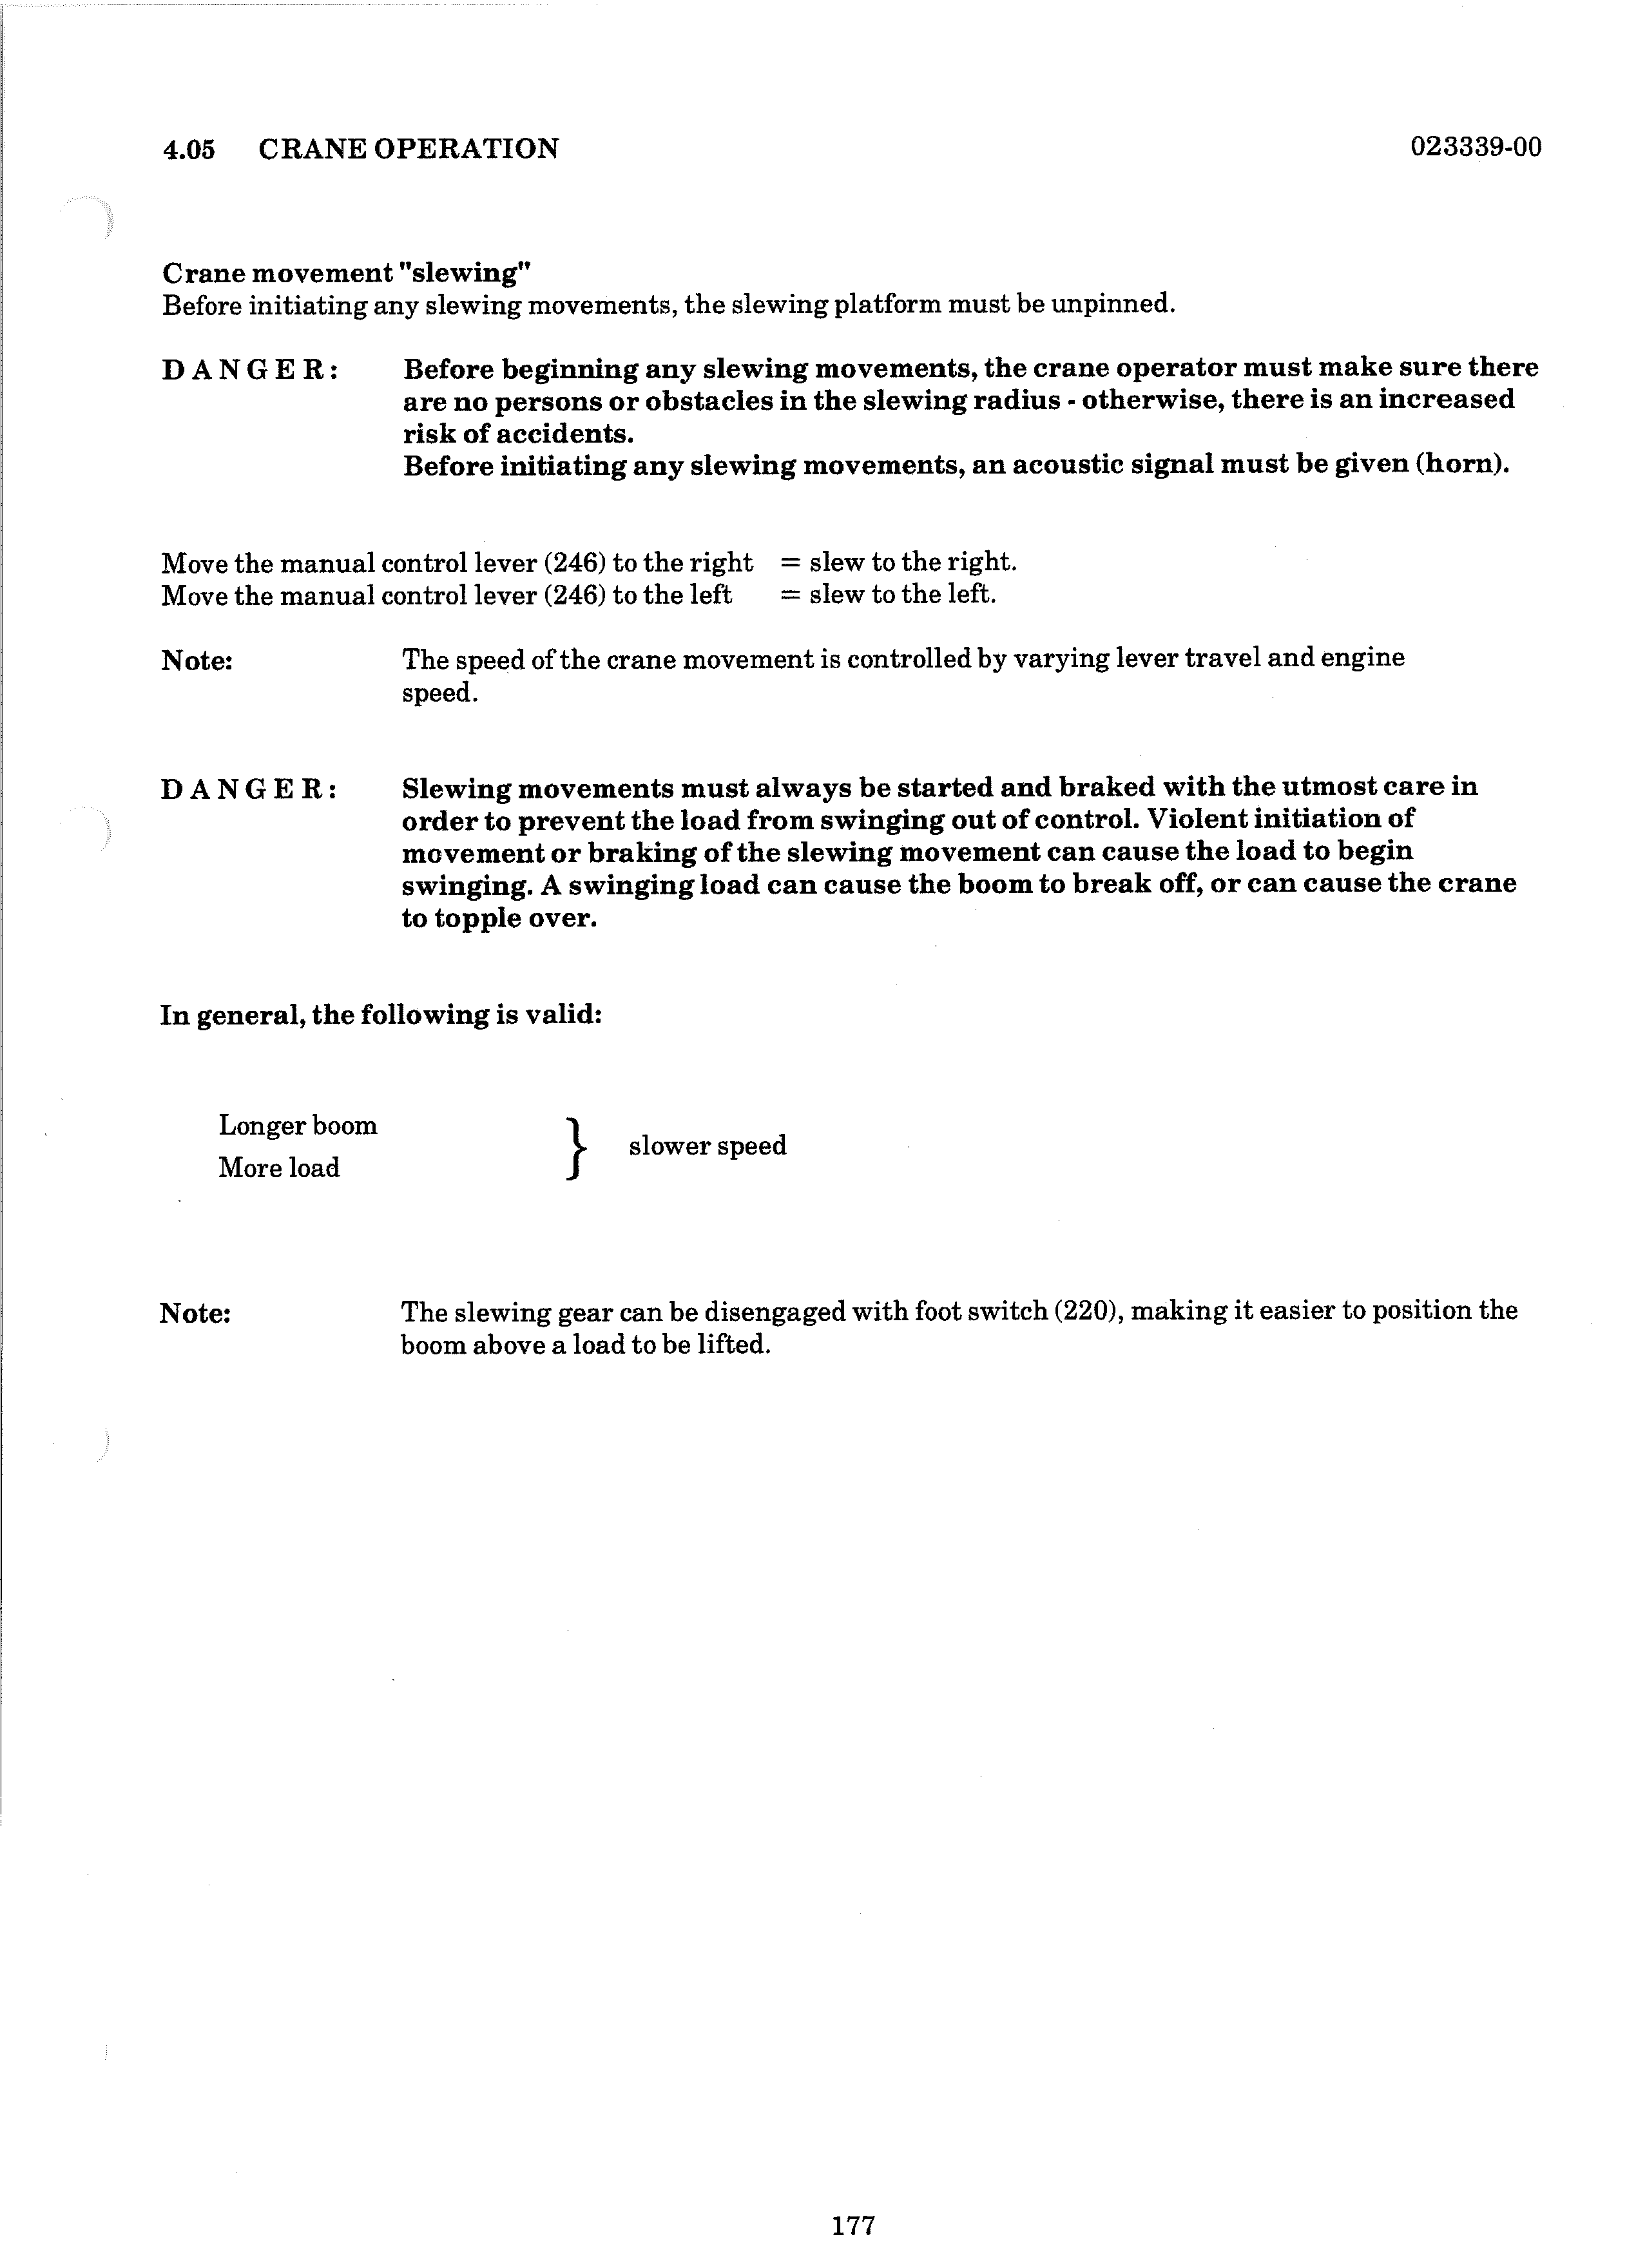 4.05 CRANE OPERATION 023339-00
Crane movement "slewing"
Before initiating any slewing movements, the slewing platform must be unpinned.
D A N G E R : Before beginning any slewing movements, the crane operator must make sure there
are no persons or obstacles in the slewing radius - otherwise, there is an increased
risk of accidents.
Before initiating any slewing movements, an acoustic signal must be given (horn).
Move the manual control lever (246) to the right = slew to the right.
Move the manual control lever (246) to the left = slew to the left.
Note: The speed of the crane movement is controlled by varying lever travel and engine
speed.
D A N G E R : Slewing movements must always be started and braked with the utmost care in
order to prevent the load from swinging out of control. Violent initiation of
movement or braking of the slewing movement can cause the load to begin
swinging. A swinging load can cause the boom to break off, or can cause the crane
to topple over.
In general, the following is valid:
Longer boom
} slower speed
More load
Note: The slewing gear can be disengaged with foot switch (220), making it easier to position the
boom above a load to be lifted.
177